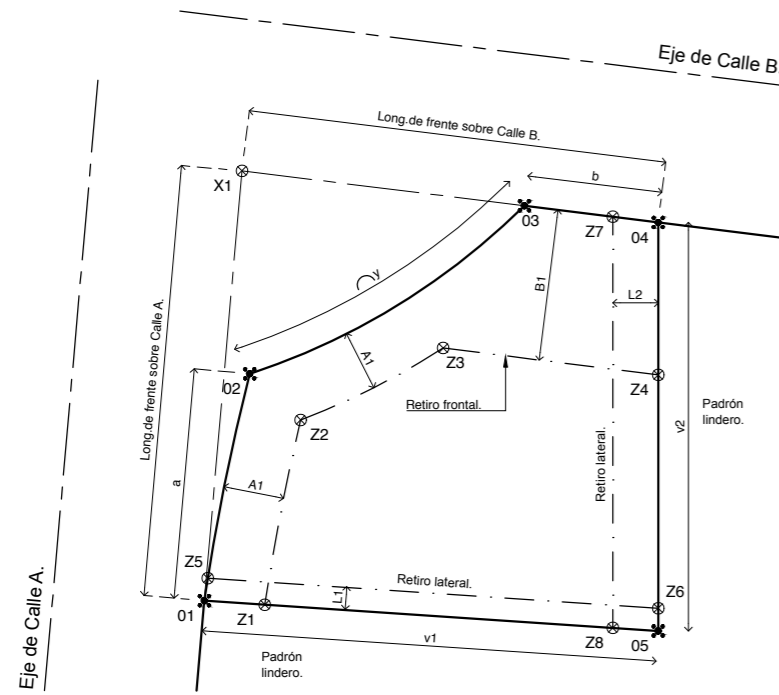 Eje de Calle B.
Long.de frente sobre Calle B.
b
X1
03
Z7
04
y
B1
L2
Long.de frente sobre Calle A.
A1
Z3
02
Z4
Retiro frontal.
Padrón
lindero.
Z2
v2
a
Retiro lateral.
A1
Z5
Retiro lateral.
L1
Z6
01
Z1
v1
Z8
05
Padrón
lindero.
Eje de Calle A.